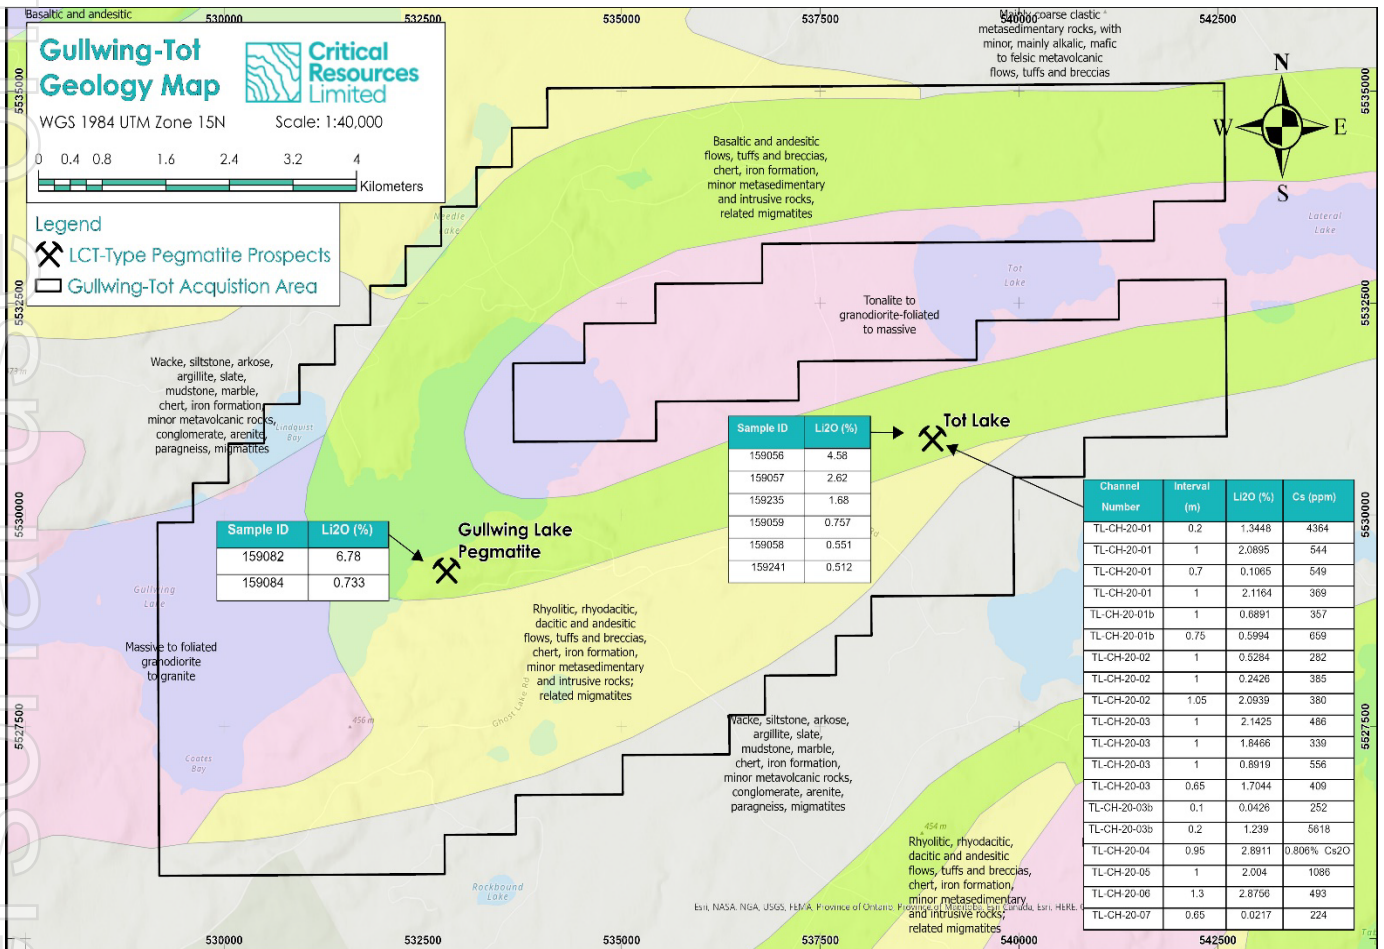 Basaltic and andesitic
530000
532500
535000
537500
540000
542500
Mainly coarse clastic
metasedimentary rocks, with
minor, mainly alkalic, mafic
to felsic metavolcanic
flows, tuffs and breccias
Gullwing-Tot
Geology Map
Critical
Resources
Limited
WGS 1984 UTM Zone 15N
Scale: 1:40,000
0 0.4 0.8 1.6 2.4 3.2 4
Kilometers
Legend
LCT-Type Pegmatite Prospects
Gullwing-Tot Acquistion Area
N
W E
S
5535000
5535000
5532500
5532500
5530000
5530000
5527500
5527500
Needle
Lake
Basaltic and andesitic
flows, tuffs and breccias,
chert, iron formation,
minor metasedimentary
and intrusive rocks,
related migmatites
Lateral
Lake
Tot
Lake
Tonalite to
granodiorite-foliated
to massive
Wacke, siltstone, arkose,
argillite, slate,
mudstone, marble,
chert, iron formation,
minor metavolcanic rocks,
conglomerate, arenite,
paragneiss, migmatites
Lindquist
Bay
Sample ID Li2O (%)
159056 4.58
159057 2.62
159235 1.68
159059 0.757
159058 0.551
159241 0.512
Tot Lake
Sample ID Li2O (%)
159082 6.78
159084 0.733
Gullwing Lake
Pegmatite
Rd
Gullwing
Lake
Massive to foliated
granodiorite
to granite
Rhyolitic, rhyodacitic,
dacitic and andesitic
flows, tuffs and breccias,
chert, iron formation,
minor metasedimentary
and intrusive rocks;
related migmatites
Ghost Lake Rd
456 m
Coates
Bay
Wacke, siltstone, arkose,
argillite, slate,
mudstone, marble,
chert, iron formation,
minor metavolcanic rocks,
conglomerate, arenite,
paragneiss, migmatites
Channel Number Interval (m) Li2O (%) Cs (ppm)
TL-CH-20-01 0.2 1.3448 4364
TL-CH-20-01 1 2.0895 544
TL-CH-20-01 0.7 0.1065 549
TL-CH-20-01 1 2.1164 369
TL-CH-20-01b 1 0.6891 357
TL-CH-20-01b 0.75 0.5994 659
TL-CH-20-02 1 0.5284 282
TL-CH-20-02 1 0.2426 385
TL-CH-20-02 1.05 2.0939 380
TL-CH-20-03 1 2.1425 486
TL-CH-20-03 1 1.8466 339
TL-CH-20-03 1 0.8919 556
TL-CH-20-03 0.65 1.7044 409
TL-CH-20-03b 0.1 0.0426 252
TL-CH-20-03b 0.2 1.239 5618
TL-CH-20-04 0.95 2.8911 0.806% Cs2O
TL-CH-20-05 1 2.004 1086
TL-CH-20-06 1.3 2.8756 493
TL-CH-20-07 0.65 0.0217 224
454 m
Rhyolitic, rhyodacitic,
dacitic and andesitic
flows, tuffs and breccias,
chert, iron formation,
minor metasedimentary
and intrusive rocks;
related migmatites
Rockbound
Lake
Esri, NASA, NGA, USGS, FEMA, Province of Ontario, Province of Manitoba, Esri Canada, Esri, HERE,
530000
532500
535000
537500
540000
542500